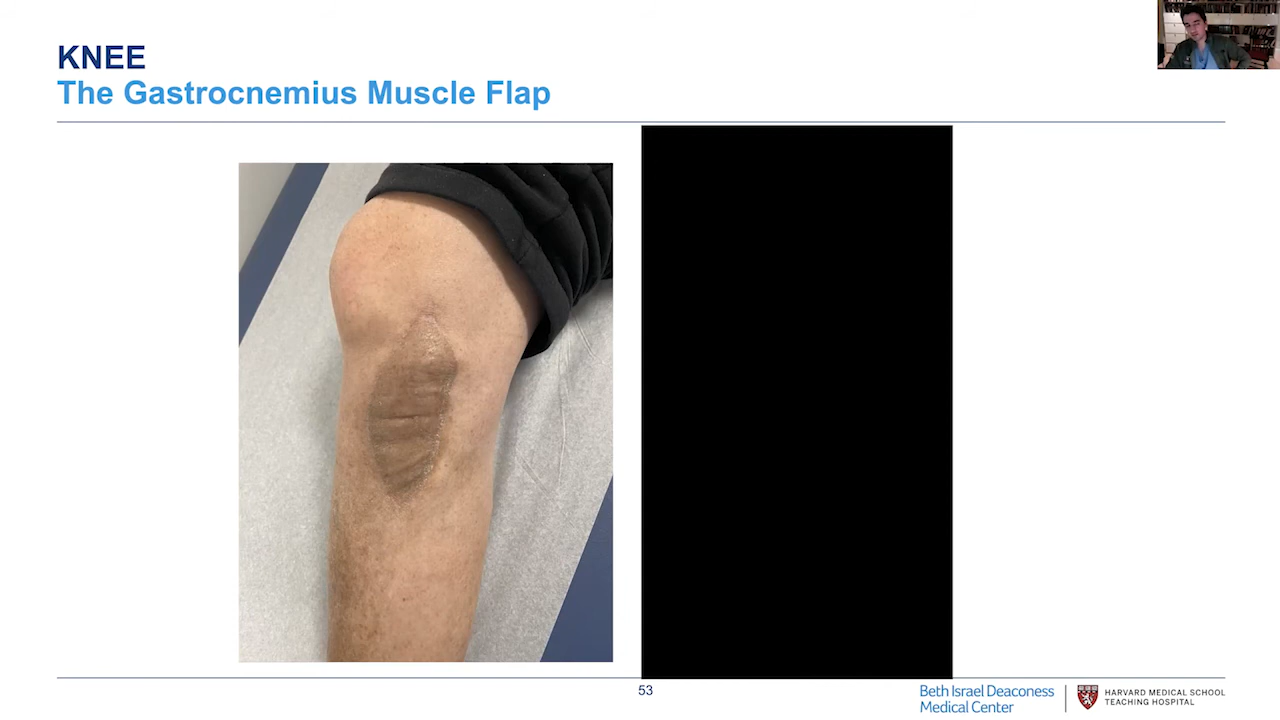 KNEE
The Gastrocnemius Muscle Flap
53
Beth Israel Deaconess
Medical Center
HARVARD MEDICAL SCHOOL
TEACHING HOSPITAL